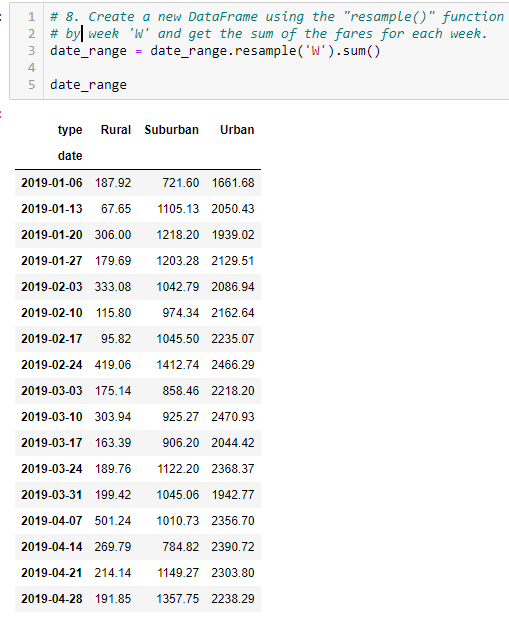 1 # 8. Create a new DataFrame using the "resample()" function
2 # by week 'W' and get the sum of the fares for each week.
3 date_range = date_range.resample('W').sum()
4
5 date_range
type Rural Suburban Urban
date
2019-01-06 187.92 721.60 1661.68
2019-01-13 67.65 1105.13 2050.43
2019-01-20 306.00 1218.20 1939.02
2019-01-27 179.69 1203.28 2129.51
2019-02-03 333.08 1042.79 2086.94
2019-02-10 115.80 974.34 2162.64
2019-02-17 95.82 1045.50 2235.07
2019-02-24 419.06 1412.74 2466.29
2019-03-03 175.14 858.46 2218.20
2019-03-10 303.94 925.27 2470.93
2019-03-17 163.39 906.20 2044.42
2019-03-24 189.76 1122.20 2368.37
2019-03-31 199.42 1045.06 1942.77
2019-04-07 501.24 1010.73 2356.70
2019-04-14 269.79 784.82 2390.72
2019-04-21 214.14 1149.27 2303.80
2019-04-28 191.85 1357.75 2238.29